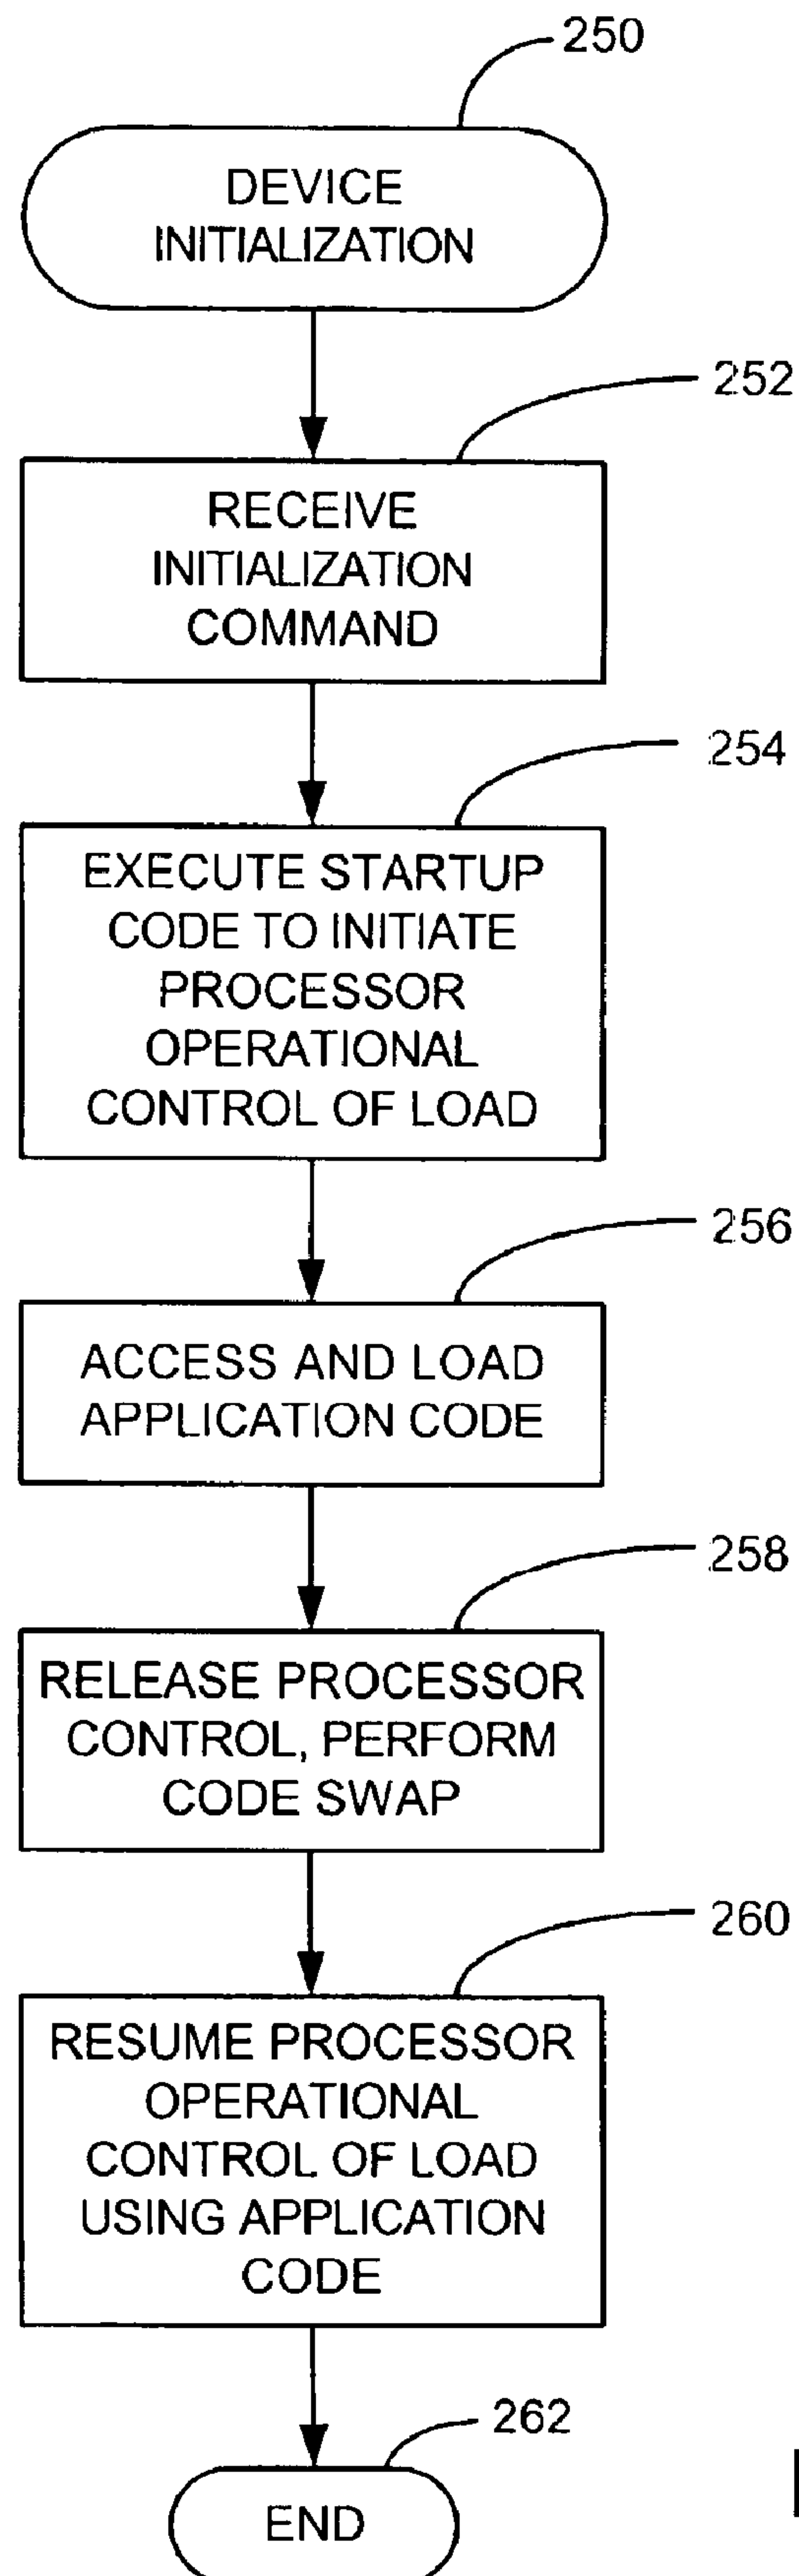 250
DEVICE
INITIALIZATION
252
RECEIVE
INITIALIZATION
COMMAND
254
EXECUTE STARTUP
CODE TO INITIATE
PROCESSOR
OPERATIONAL
CONTROL OF LOAD
256
ACCESS AND LOAD
APPLICATION CODE
258
RELEASE PROCESSOR
CONTROL, PERFORM
CODE SWAP
260
RESUME PROCESSOR
OPERATIONAL
CONTROL OF LOAD
USING APPLICATION
CODE
262
END